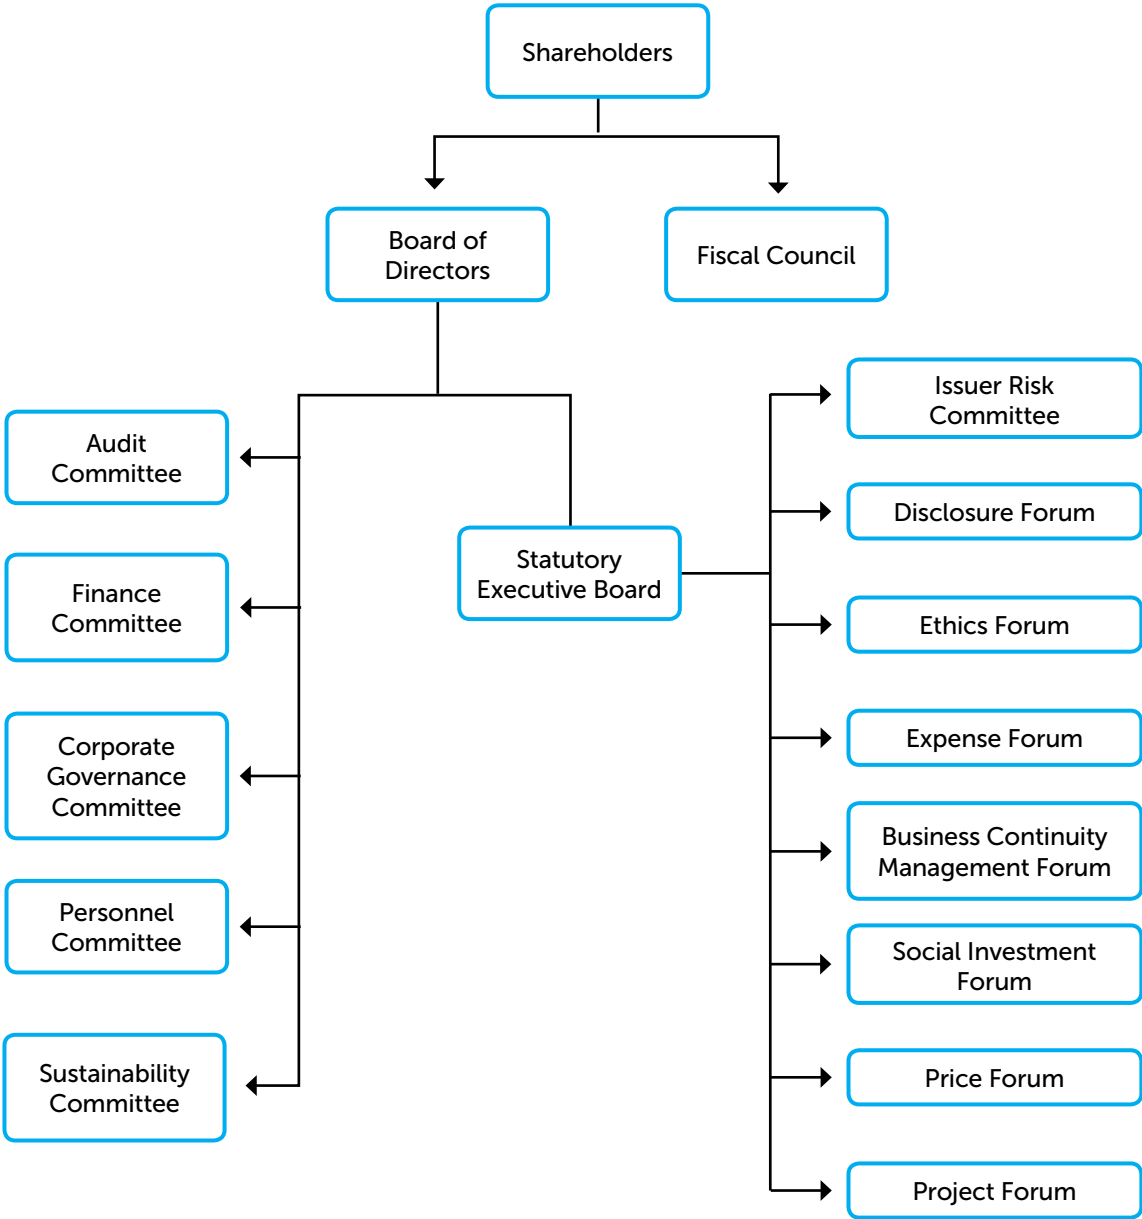 Shareholders
Board of
Directors
Fiscal Council
Audit
Committee
Finance
Committee
Corporate
Governance
Committee
Personnel
Committee
Sustainability
Committee
Statutory
Executive Board
Issuer Risk
Committee
Disclosure Forum
Ethics Forum
Expense Forum
Business Continuity
Management Forum
Social Investment
Forum
Price Forum
Project Forum